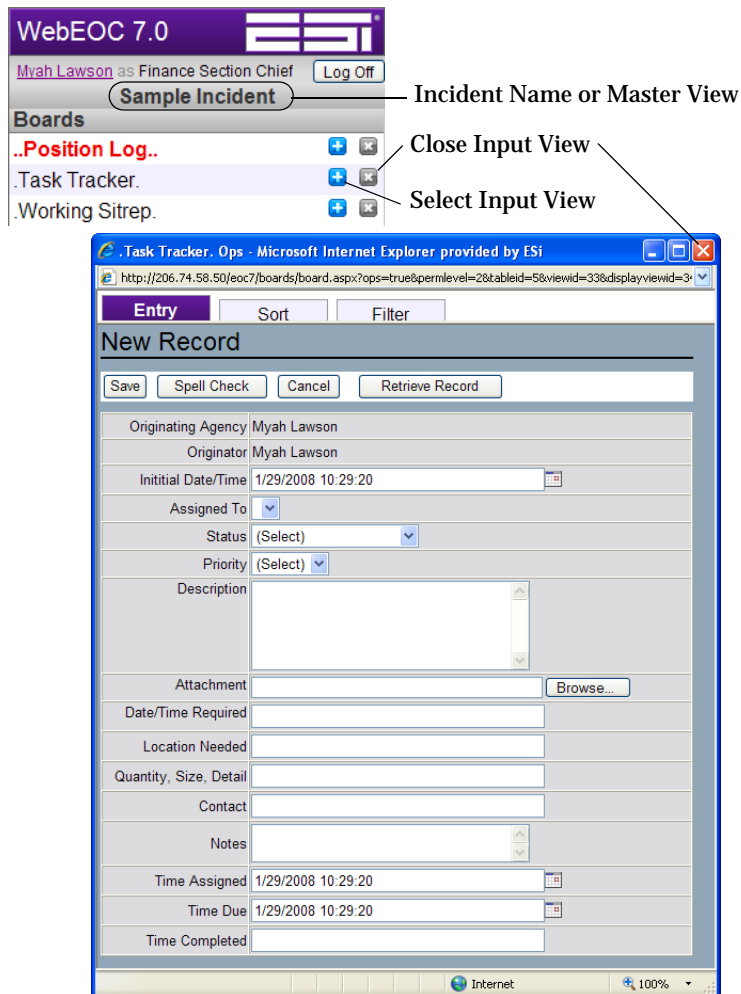 WebEOC 7.0 ESi
Myah Lawson as Finance Section Chief Log Off
Sample Incident
Incident Name or Master View
Boards
..Position Log..
Close Input View
.Task Tracker.
Select Input View
.Working Sitrep.
.Task Tracker. Ops - Microsoft Internet Explorer provided by ESi
http://206.74.58.50/eoc7/boards/board.aspx?ops=true&permlevel=2&tableid=5&viewid=33&displayviewid=3
Entry Sort Filter
New Record
Save Spell Check Cancel Retrieve Record
Originating Agency Myah Lawson
Originator Myah Lawson
Inititial Date/Time 1/29/2008 10:29:20
Assigned To
Status (Select)
Priority (Select)
Description
Attachment Browse...
Date/Time Required
Location Needed
Quantity, Size, Detail
Contact
Notes
Time Assigned 1/29/2008 10:29:20
Time Due 1/29/2008 10:29:20
Time Completed
Internet 100%